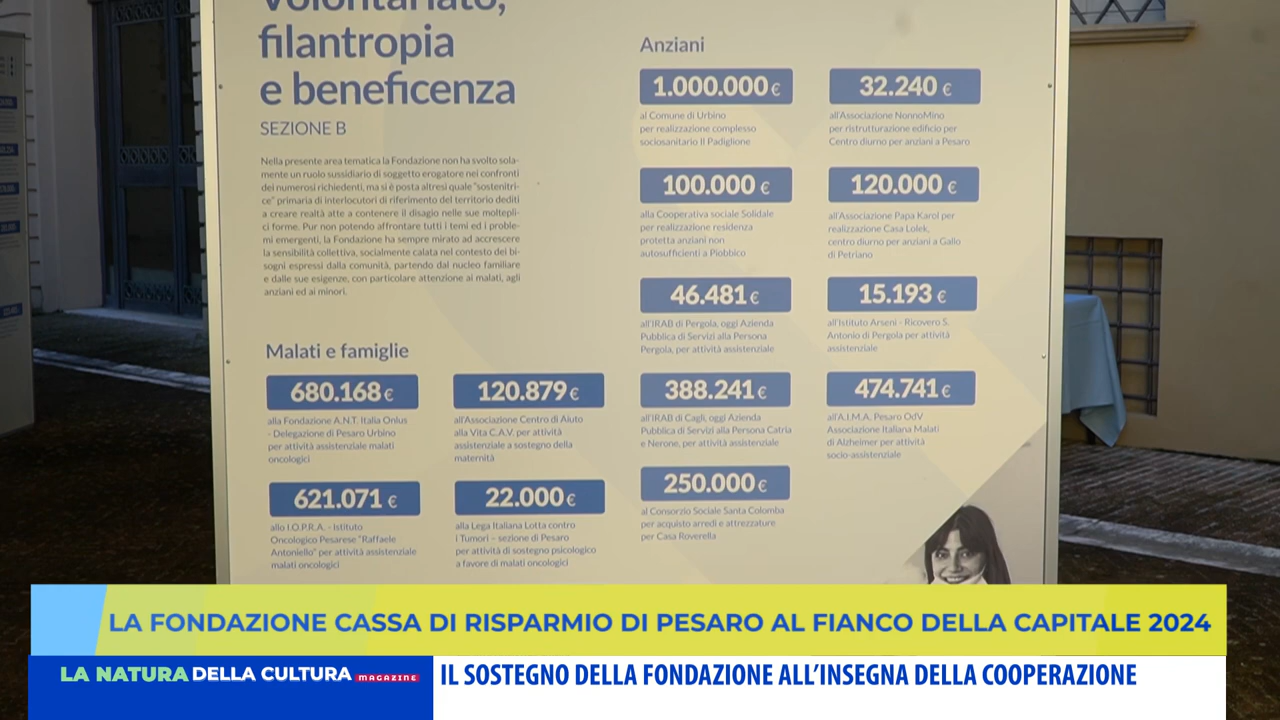 Volontariato,
filantropia
e beneficenza
SEZIONE B
Nella presente area tematica la Fondazione non ha svolto sola-
mente un ruolo sussidiario di soggetto erogatore nei confronti
dei numerosi richiedenti, ma si è posta altresì quale "sostenitri-
ce" primaria di interlocutori di riferimento del territorio dediti
a creare realtà atte a contenere il disagio nelle sue moltepli-
ci forme. Pur non potendo affrontare tutti i temi ed i proble-
mi emergenti, la Fondazione ha sempre mirato ad accrescere
la sensibilità collettiva, socialmente calata nel contesto dei bi-
sogni espressi dalla comunità, partendo dal nucleo familiare
e dalle sue esigenze, con particolare attenzione ai malati, agli
anziani ed ai minori.
Malati e famiglie
680.168 €
alla Fondazione A.N.T. Italia Onlus
- Delegazione di Pesaro Urbino
per attività assistenziale malati
oncologici
120.879 €
all'Associazione Centro di Aiuto
alla Vita C.A.V. per attività
assistenziale a sostegno della
maternità
621.071 €
allo I.O.P.R.A. - Istituto
Oncologico Pesarese "Raffaele
Antoniello" per attività assistenziale
malati oncologici
22.000 €
alla Lega Italiana Lotta contro
i Tumori – sezione di Pesaro
per attività di sostegno psicologico
a favore di malati oncologici
Anziani
1.000.000 €
al Comune di Urbino
per realizzazione complesso
sociosanitario Il Padiglione
32.240 €
all'Associazione NonnoMino
per ristrutturazione edificio per
Centro diurno per anziani a Pesaro
100.000 €
alla Cooperativa sociale Solidale
per realizzazione residenza
protetta anziani non
autosufficienti a Piobbico
120.000 €
all'Associazione Papa Karol per
realizzazione Casa Lolek,
centro diurno per anziani a Gallo
di Petriano
46.481 €
all'IRAB di Pergola, oggi Azienda
Pubblica di Servizi alla Persona
Pergola, per attività assistenziale
15.193 €
all'Istituto Arseni - Ricovero S.
Antonio di Pergola per attività
assistenziale
388.241 €
all'IRAB di Cagli, oggi Azienda
Pubblica di Servizi alla Persona Catria
e Nerone, per attività assistenziale
474.741 €
all'A.I.M.A. Pesaro OdV
Associazione Italiana Malati
di Alzheimer per attività
socio-assistenziale
250.000 €
al Consorzio Sociale Santa Colomba
per acquisto arredi e attrezzature
per Casa Roverella
LA FONDAZIONE CASSA DI RISPARMIO DI PESARO AL FIANCO DELLA CAPITALE 2024
LA NATURA DELLA CULTURA MAGAZINE
IL SOSTEGNO DELLA FONDAZIONE ALL'INSEGNA DELLA COOPERAZIONE